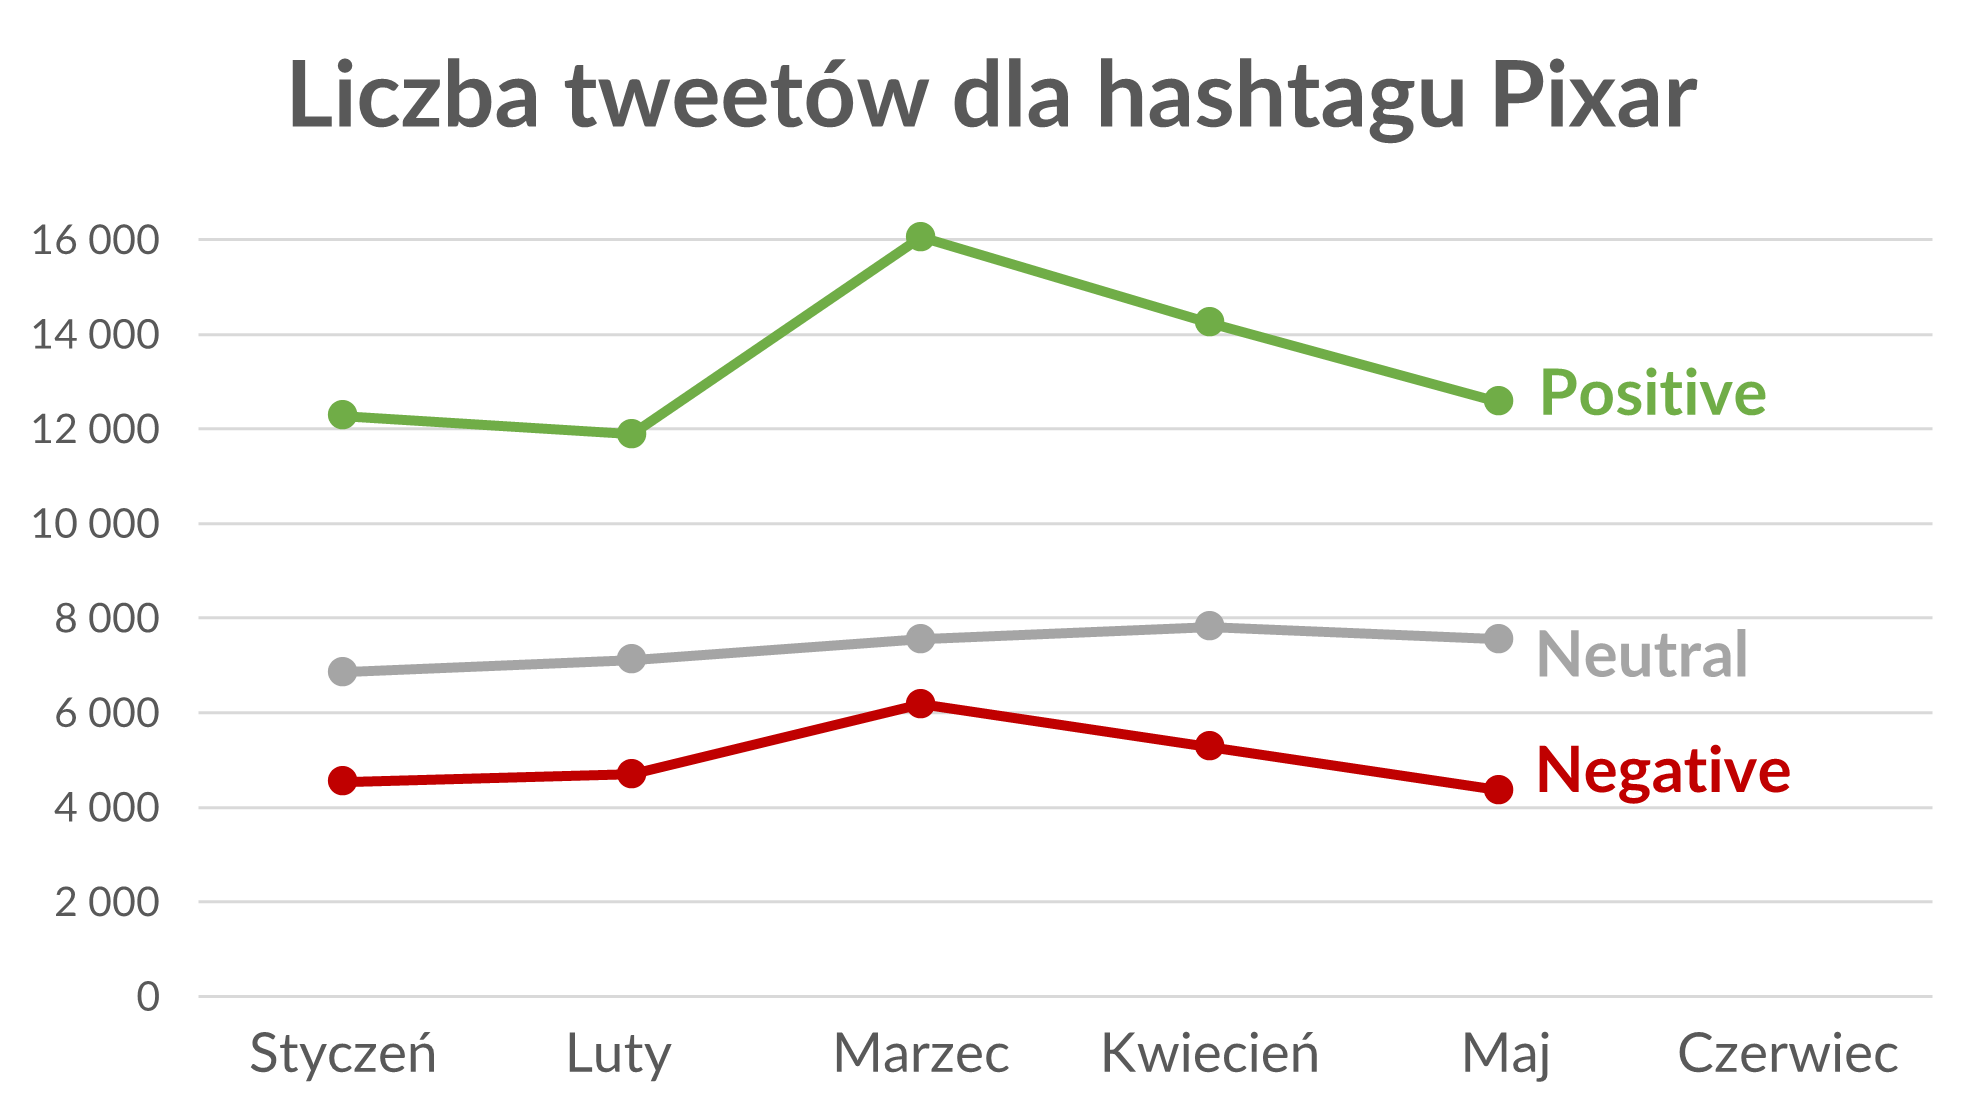 Liczba tweetów dla hashtagu Pixar
16 000
14 000
12 000
10 000
8 000
6 000
4 000
2 000
0
Positive
Neutral
Negative
Styczeń Luty Marzec Kwiecień Maj Czerwiec